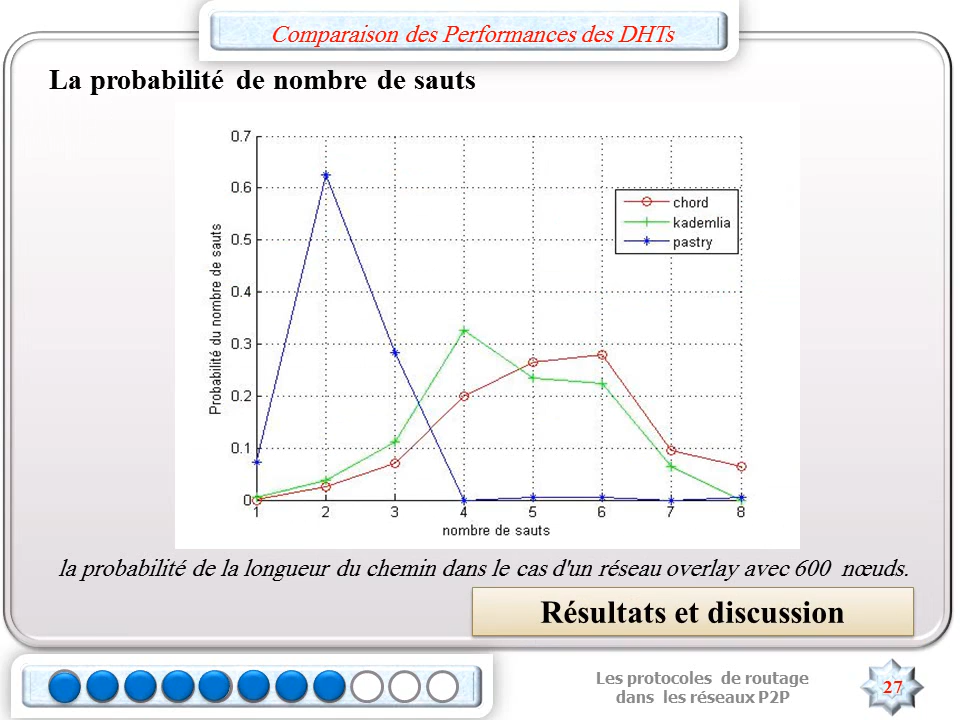 Comparaison des Performances des DHTs
La probabilité de nombre de sauts
Probabilité du nombre de sauts
0.7
0.6
0.5
0.4
0.3
0.2
0.1
0
1 2 3 4 5 6 7 8
nombre de sauts
chord
kademlia
pastry
la probabilité de la longueur du chemin dans le cas d'un réseau overlay avec 600 nœuds.
Résultats et discussion
Les protocoles de routage
dans les réseaux P2P
27